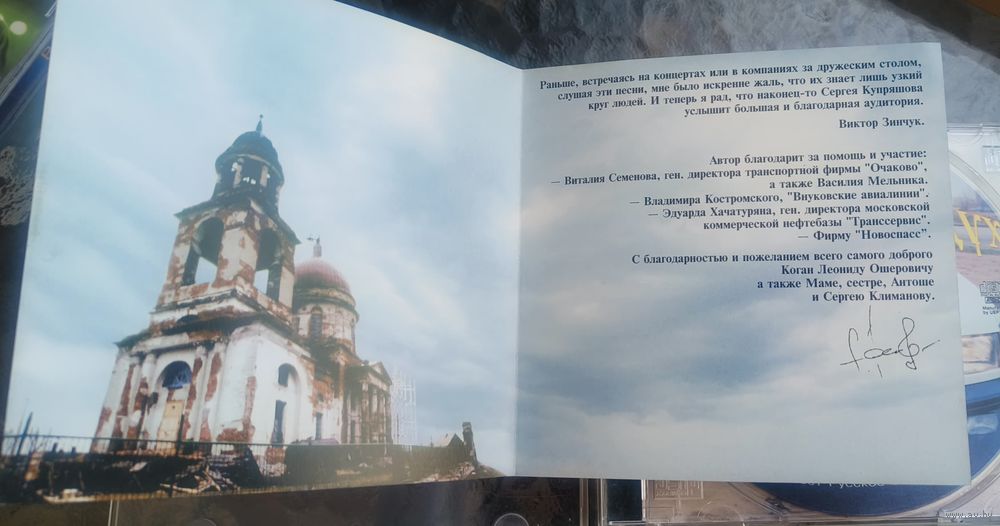 Раньше, встречаясь на концертах или в компаниях за дружеским столом,
слушая эти песни, мне было искренне жаль, что их знает лишь узкий
круг людей. И теперь я рад, что наконец-то Сергея Купряшова
услышит большая и благодарная аудитория.
Виктор Зинчук.
Автор благодарит за помощь и участие:
— Виталия Семенова, ген. директора транспортной фирмы "Очаково",
а также Василия Мельника.
— Владимира Костромского, "Внуковские авиалинии".
— Эдуарда Хачатуряна, ген. директора московской
коммерческой нефтебазы "Транссервис".
— Фирму "Новоспасс".
С благодарностью и пожеланием всего самого доброго
Коган Леониду Ошеровичу
а также Маме, сестре, Антоше
и Сергею Климанову.